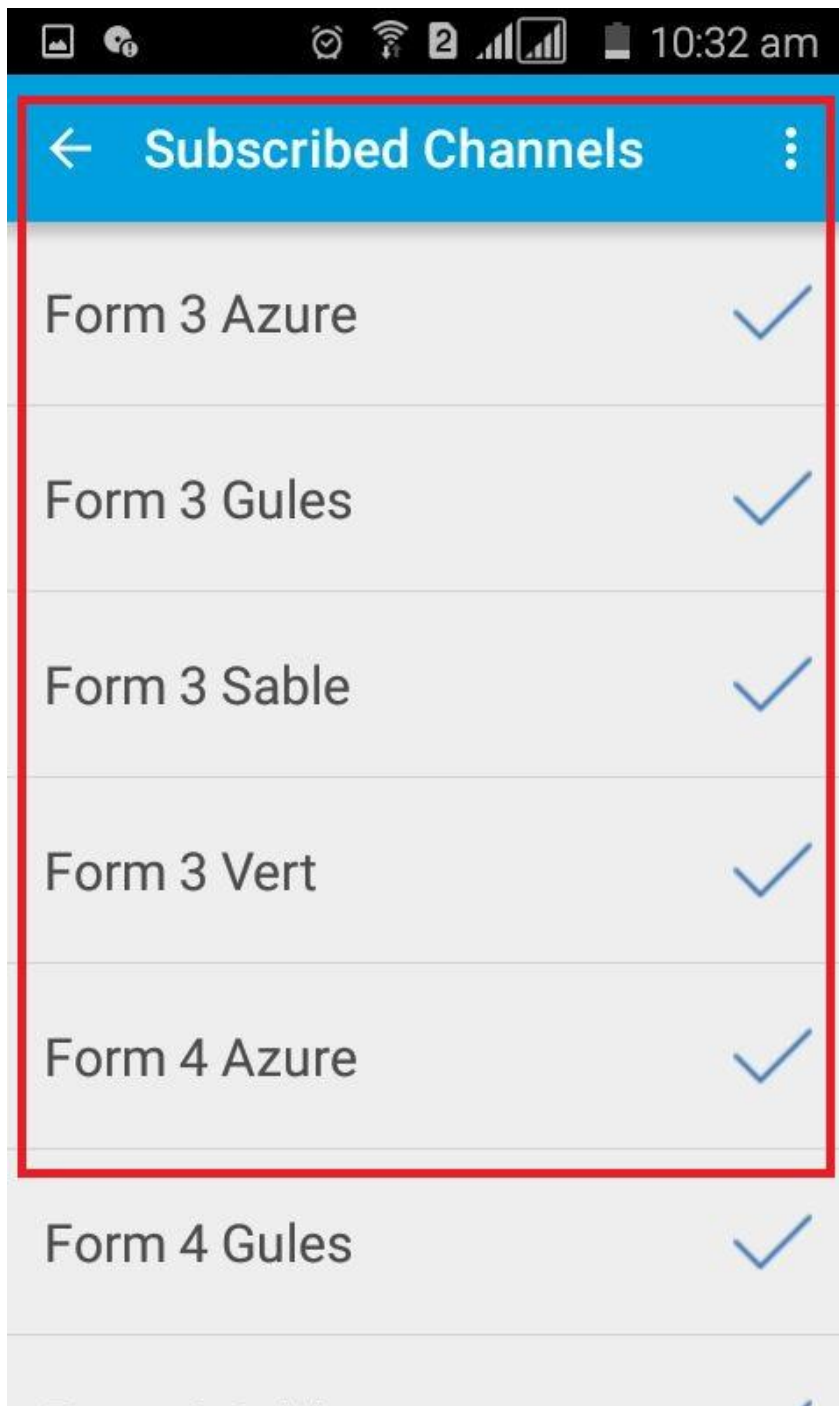 2 10:32 am
Subscribed Channels
Form 3 Azure
Form 3 Gules
Form 3 Sable
Form 3 Vert
Form 4 Azure
Form 4 Gules